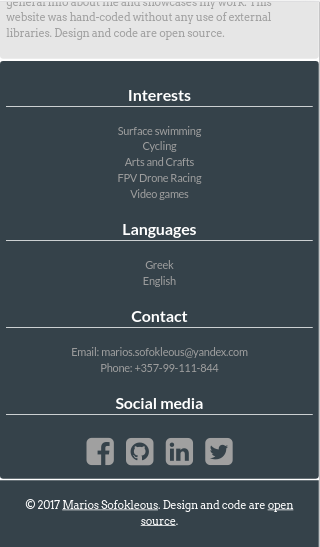 general info about me and showcases my work. This
website was hand-coded without any use of external
libraries. Design and code are open source.
Interests
Surface swimming
Cycling
Arts and Crafts
FPV Drone Racing
Video games
Languages
Greek
English
Contact
Email: marios.sofokleous@yandex.com
Phone: +357-99-111-844
Social media
© 2017 Marios Sofokleous. Design and code are open
source.